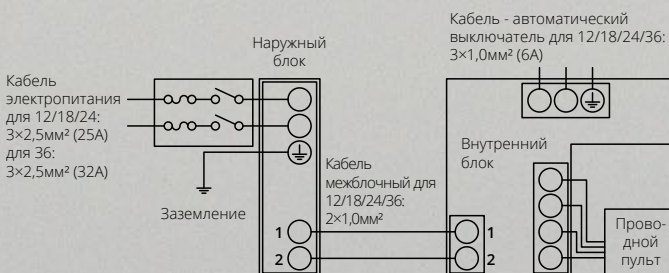 Кабель - автоматический
выключатель для 12/18/24/36:
3×1,0мм² (6А)
Наружный
блок
Кабель
электропитания
для 12/18/24:
3×2,5мм² (25А)
для 36:
3×2,5мм² (32А)
Внутренний
блок
Кабель
межблочный для
12/18/24/36:
2×1,0мм²
Заземление
1
2
1
2
Прово-
дной
пульт